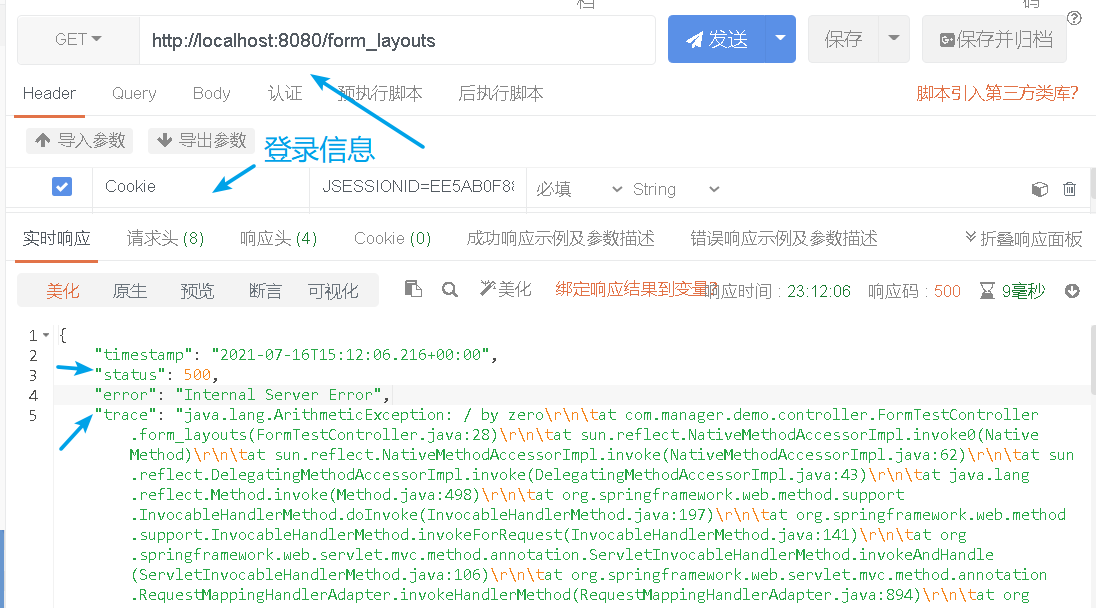 GET
http://localhost:8080/form_layouts
发送
保存
保存并归档
Header
Query
Body
认证
预执行脚本
后执行脚本
脚本引入第三方类库?
导入参数
导出参数
登录信息
Cookie
JSESSIONID=EE5AB0F88
必填
String
实时响应
请求头 (8)
响应头 (4)
Cookie (0)
成功响应示例及参数描述
错误响应示例及参数描述
折叠响应面板
美化
原生
预览
断言
可视化
美化
绑定响应结果到变量?
响应时间 : 23:12:06
响应码 : 500
9毫秒
1 {
2 "timestamp": "2021-07-16T15:12:06.216+00:00",
3 "status": 500,
4 "error": "Internal Server Error",
5 "trace": "java.lang.ArithmeticException: / by zero\r\n\tat com.manager.demo.controller.FormTestController
.form_layouts(FormTestController.java:28)\r\n\tat sun.reflect.NativeMethodAccessorImpl.invoke0(Native
Method)\r\n\tat sun.reflect.NativeMethodAccessorImpl.invoke(NativeMethodAccessorImpl.java:62)\r\n\tat sun
.reflect.DelegatingMethodAccessorImpl.invoke(DelegatingMethodAccessorImpl.java:43)\r\n\tat java.lang
.reflect.Method.invoke(Method.java:498)\r\n\tat org.springframework.web.method.support
.InvocableHandlerMethod.doInvoke(InvocableHandlerMethod.java:197)\r\n\tat org.springframework.web.method
.support.InvocableHandlerMethod.invokeForRequest(InvocableHandlerMethod.java:141)\r\n\tat org
.springframework.web.servlet.mvc.method.annotation.ServletInvocableHandlerMethod.invokeAndHandle
(ServletInvocableHandlerMethod.java:106)\r\n\tat org.springframework.web.servlet.mvc.method.annotation
.RequestMappingHandlerAdapter.invokeHandlerMethod(RequestMappingHandlerAdapter.java:894)\r\n\tat org